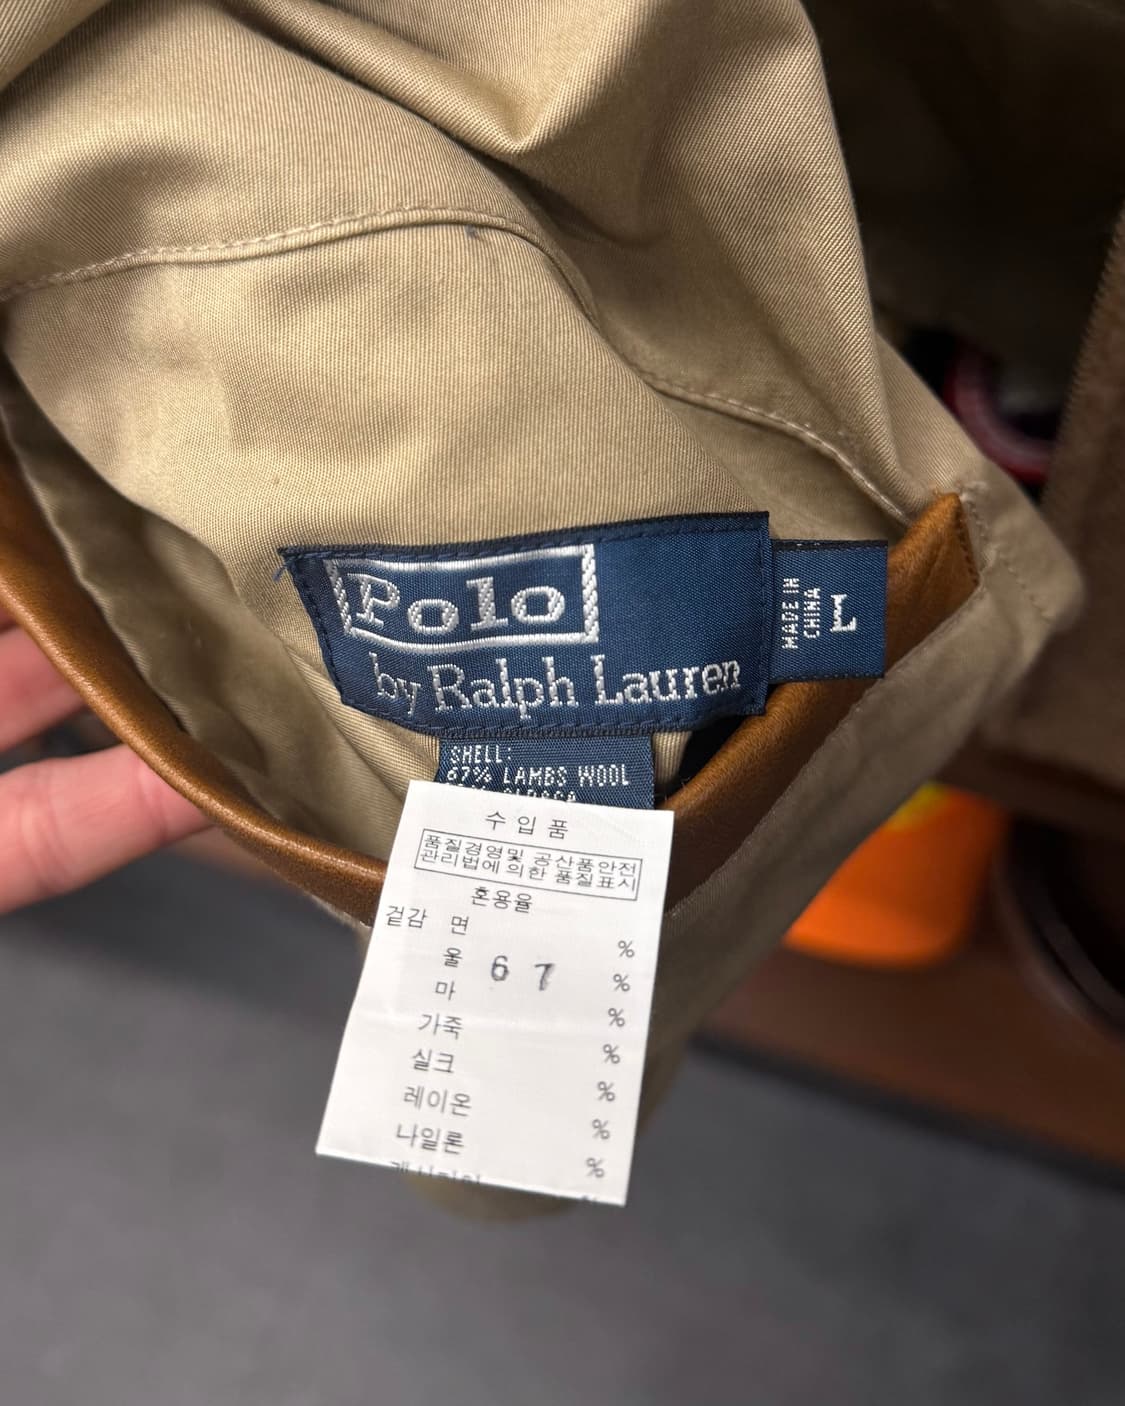 Polo
by Ralph Lauren
MADE IN
CHINA
L
SHELL:
67% LAMBS WOOL
수입품
품질경영및 공산품안전
관리법에의한 품질표시
혼용율
겉감 면 %
울 67 %
마 %
가죽 %
실크 %
레이온 %
나일론 %